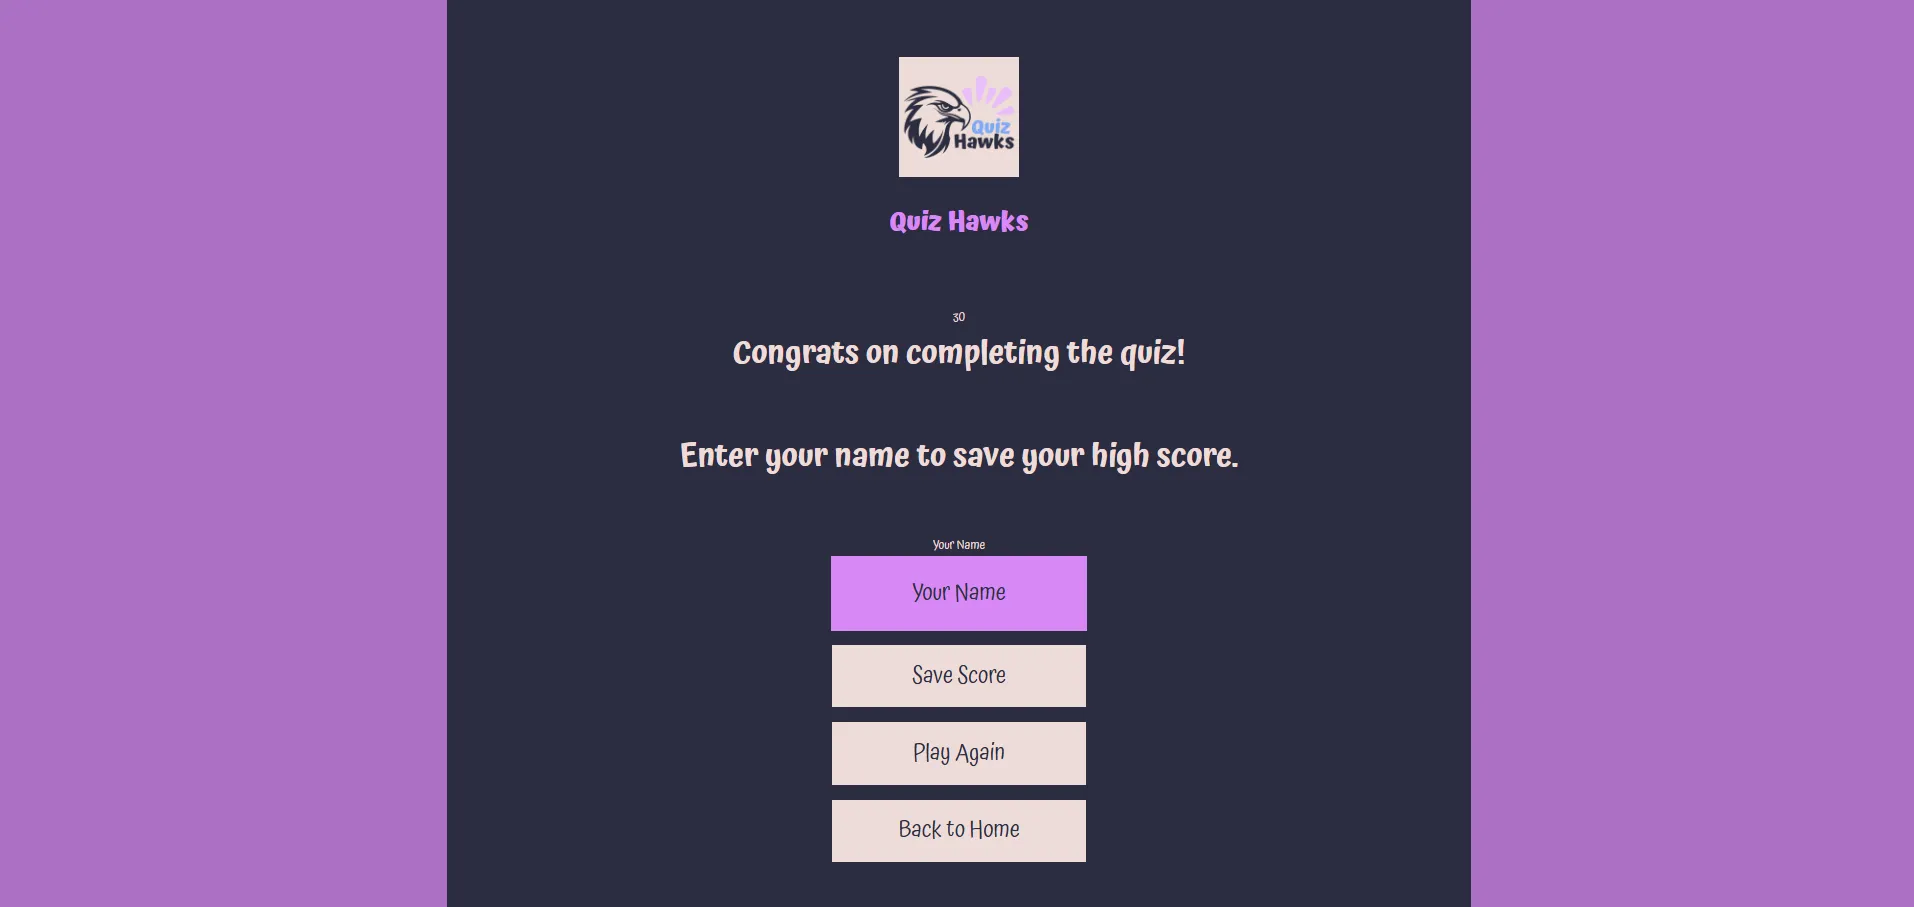 Quiz
Hawks
Quiz Hawks
30
Congrats on completing the quiz!
Enter your name to save your high score.
Your Name
Your Name
Save Score
Play Again
Back to Home